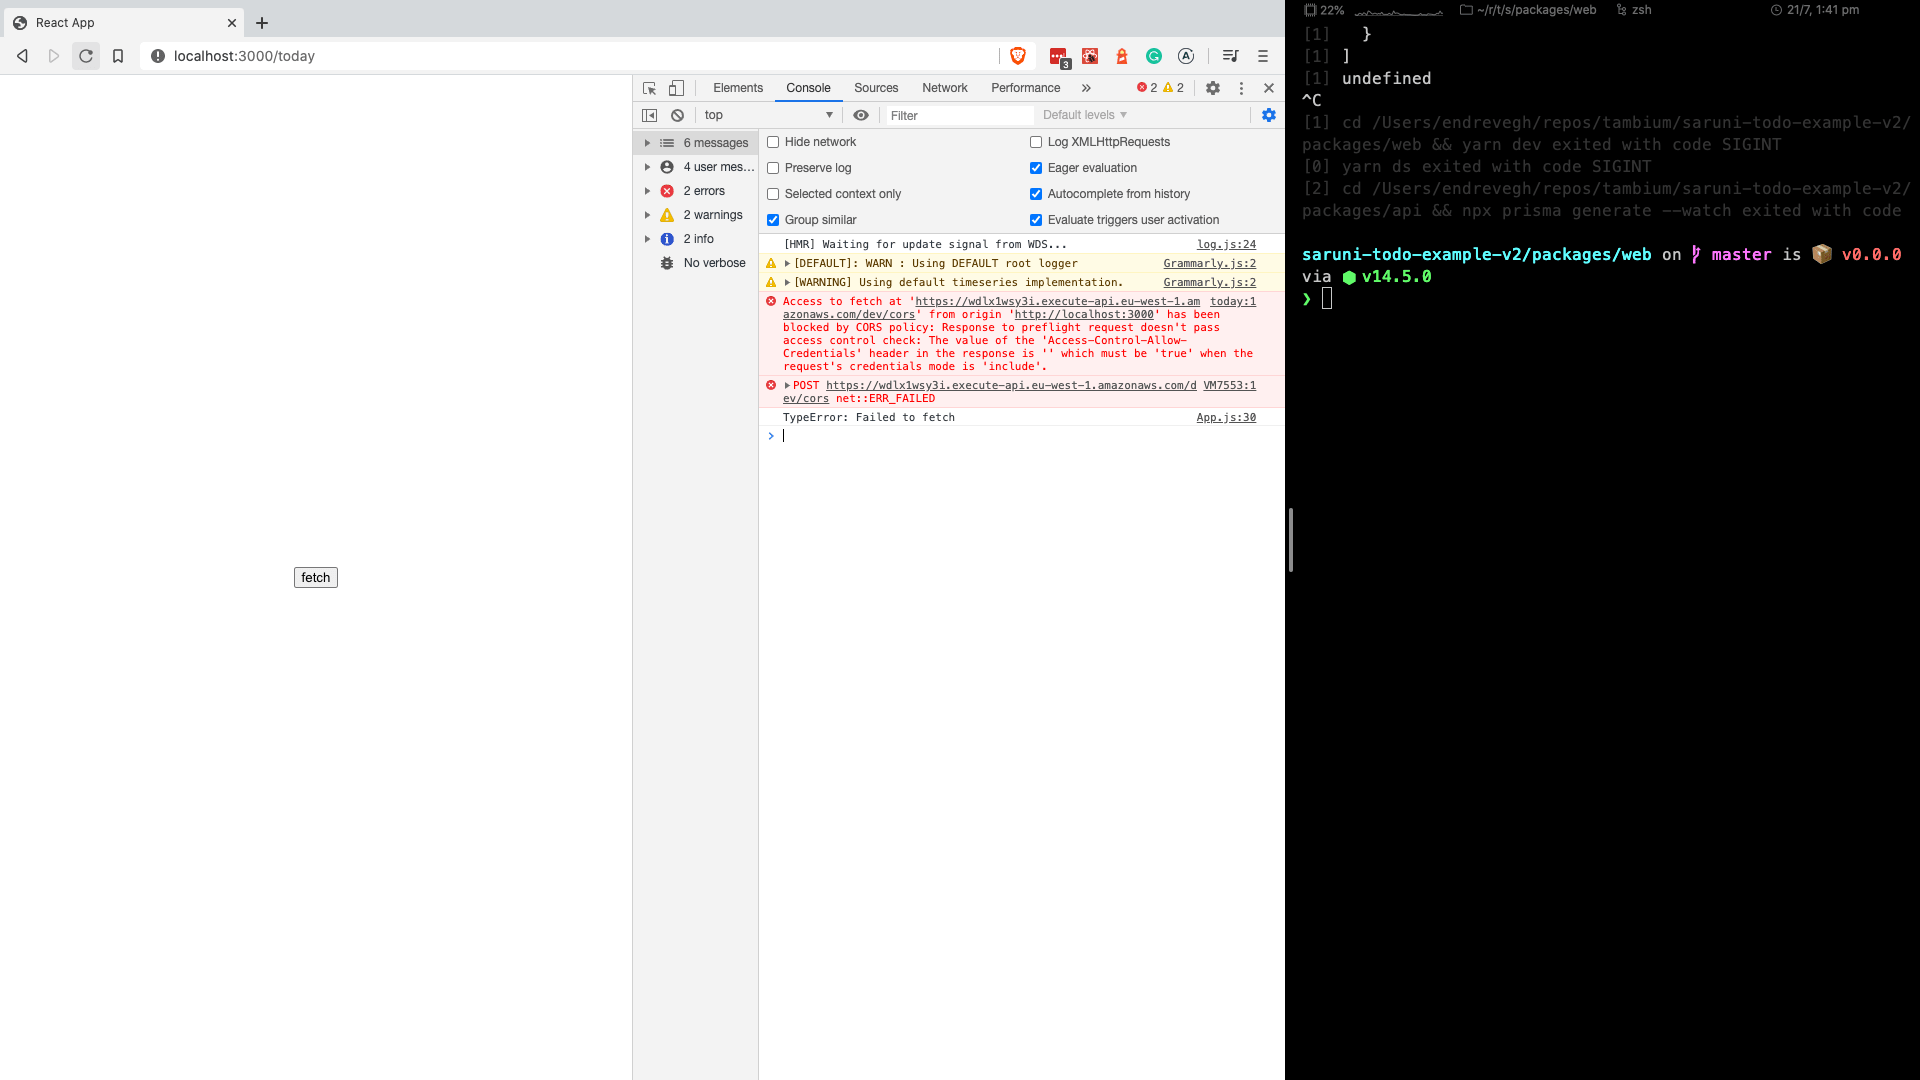 React App
localhost:3000/today
3
fetch
Elements
Console
Sources
Network
Performance
2
2
top
Filter
Default levels
6 messages
4 user mes...
2 errors
2 warnings
2 info
No verbose
Hide network
Log XMLHttpRequests
Preserve log
Eager evaluation
Selected context only
Autocomplete from history
Group similar
Evaluate triggers user activation
[HMR] Waiting for update signal from WDS... log.js:24
[DEFAULT]: WARN : Using DEFAULT root logger Grammarly.js:2
[WARNING] Using default timeseries implementation. Grammarly.js:2
Access to fetch at 'https://wdlx1wsy3i.execute-api.eu-west-1.am today:1
azonaws.com/dev/cors' from origin 'http://localhost:3000' has been
blocked by CORS policy: Response to preflight request doesn't pass
access control check: The value of the 'Access-Control-Allow-
Credentials' header in the response is '' which must be 'true' when the
request's credentials mode is 'include'.
POST https://wdlx1wsy3i.execute-api.eu-west-1.amazonaws.com/d VM7553:1
ev/cors net::ERR_FAILED
TypeError: Failed to fetch App.js:30
22% ~/r/t/s/packages/web zsh 21/7, 1:41 pm
[1] }
[1] ]
[1] undefined
^C
[1] cd /Users/endrevegh/repos/tambium/saruni-todo-example-v2/
packages/web && yarn dev exited with code SIGINT
[0] yarn ds exited with code SIGINT
[2] cd /Users/endrevegh/repos/tambium/saruni-todo-example-v2/
packages/api && npx prisma generate --watch exited with code
saruni-todo-example-v2/packages/web on master is 📦 v0.0.0
via ⬢ v14.5.0
❯